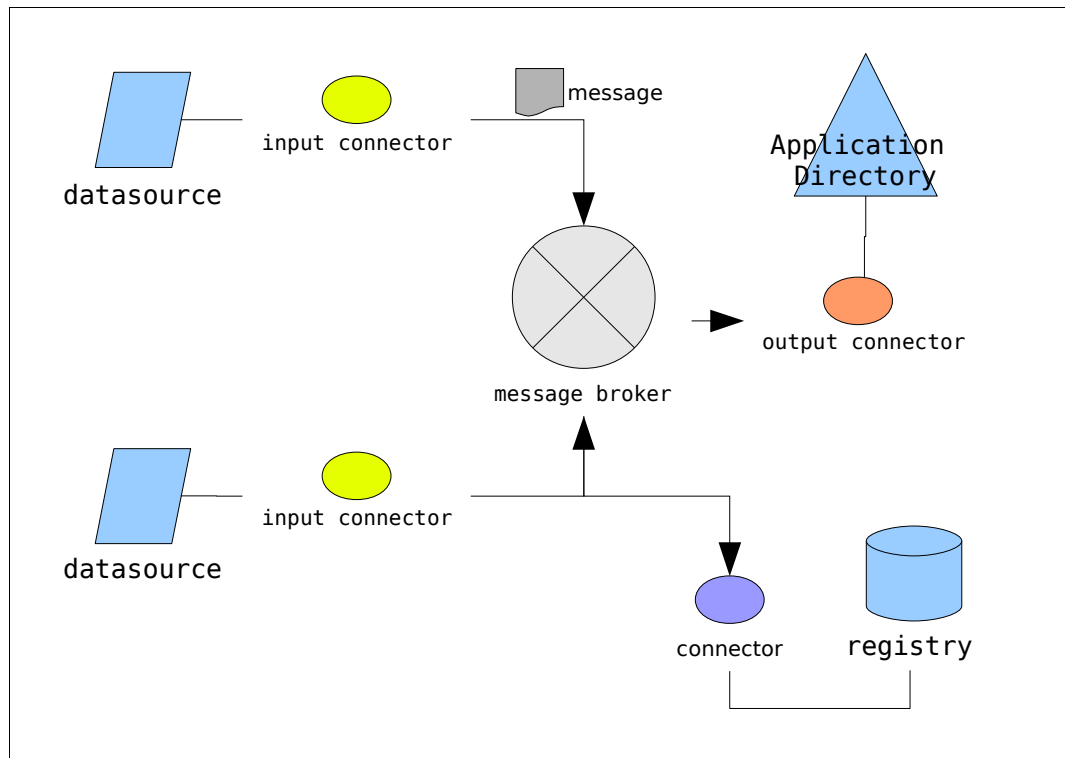 message
input connector
datasource
Application
Directory
output connector
message broker
input connector
datasource
connector
registry